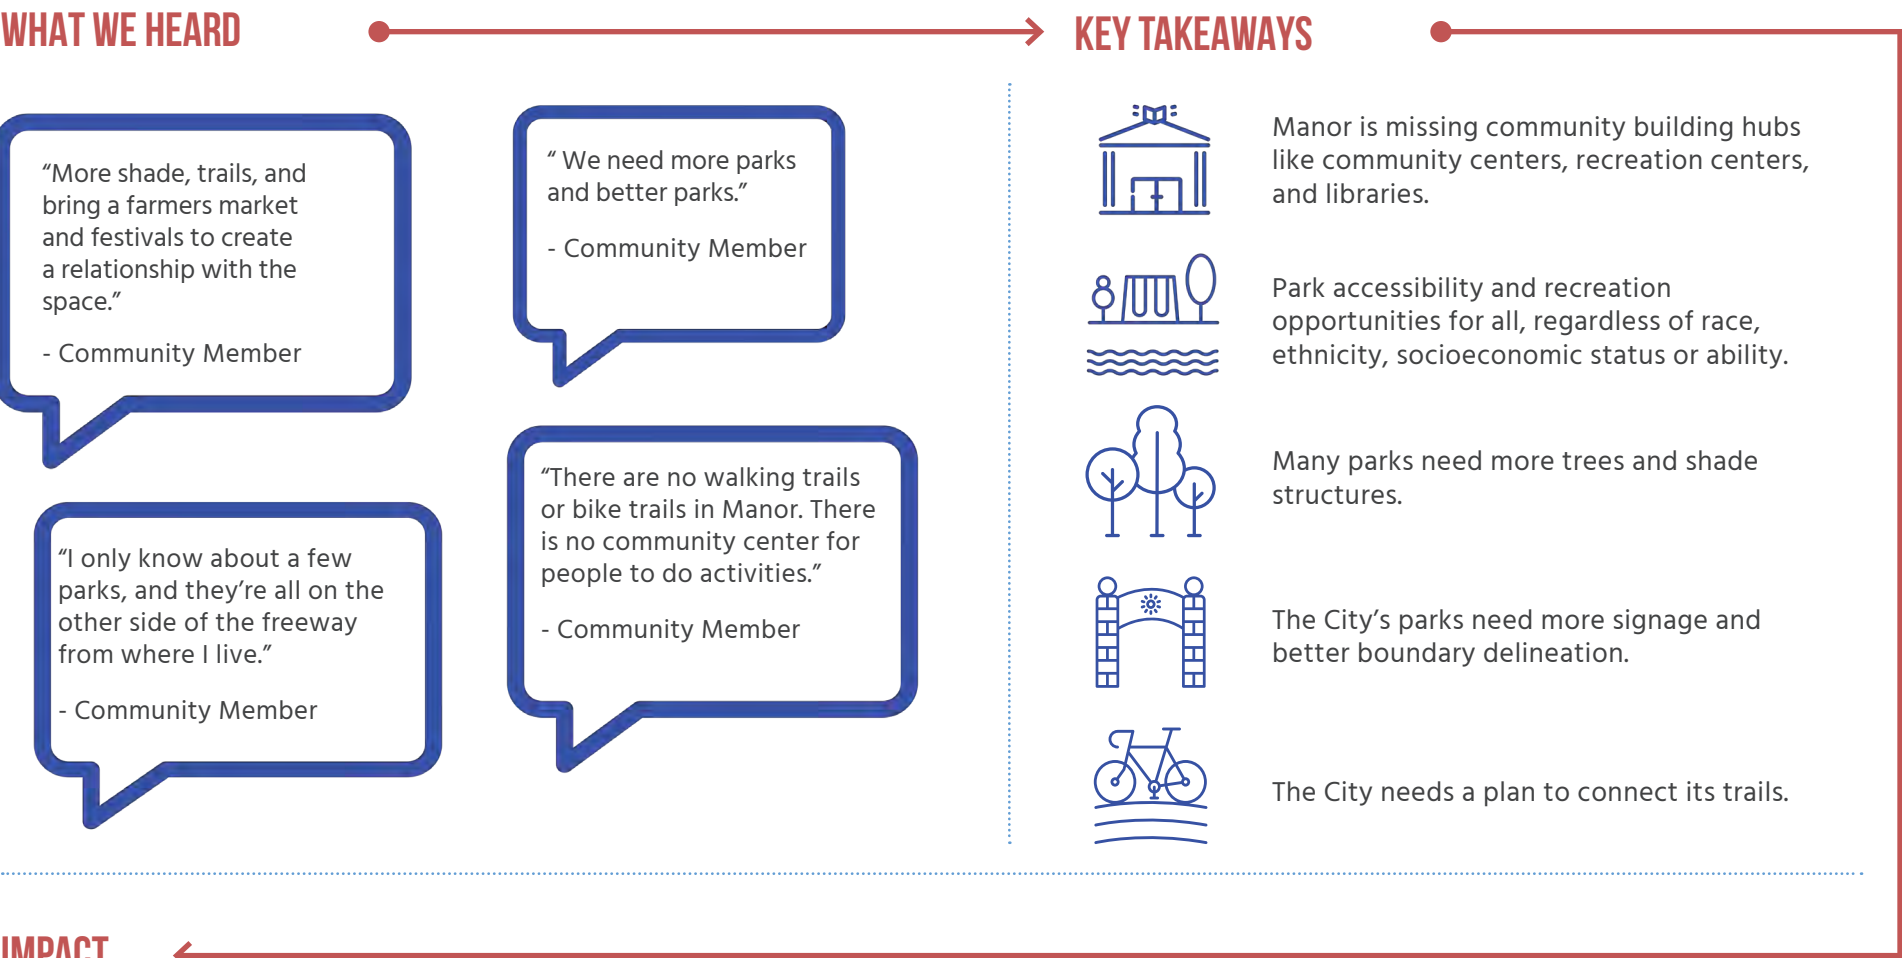 WHAT WE HEARD
“More shade, trails, and
bring a farmers market
and festivals to create
a relationship with the
space.”
- Community Member
“ We need more parks
and better parks.”
- Community Member
“I only know about a few
parks, and they’re all on the
other side of the freeway
from where I live.”
- Community Member
“There are no walking trails
or bike trails in Manor. There
is no community center for
people to do activities.”
- Community Member
KEY TAKEAWAYS
Manor is missing community building hubs
like community centers, recreation centers,
and libraries.
Park accessibility and recreation
opportunities for all, regardless of race,
ethnicity, socioeconomic status or ability.
Many parks need more trees and shade
structures.
The City’s parks need more signage and
better boundary delineation.
The City needs a plan to connect its trails.
IMPACT